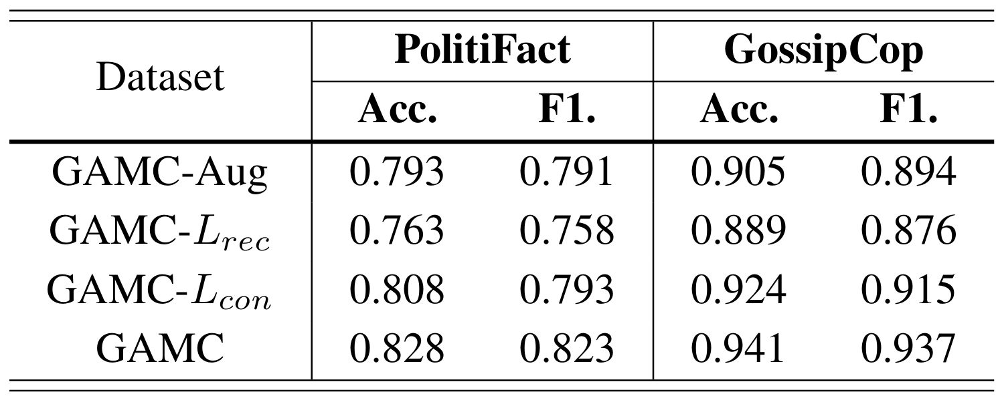 Dataset PolitiFact GossipCop
Acc. F1. Acc. F1.
GAMC-Aug 0.793 0.791 0.905 0.894
GAMC-L_{rec} 0.763 0.758 0.889 0.876
GAMC-L_{con} 0.808 0.793 0.924 0.915
GAMC 0.828 0.823 0.941 0.937